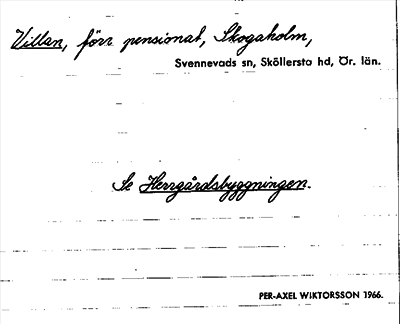 Villan, förr pensionat, Skogaholm,
Svennevads sn, Sköllersta hd, Ör. län.
Se Herrgårdsbyggningen.
PER-AXEL WIKTORSSON 1966.